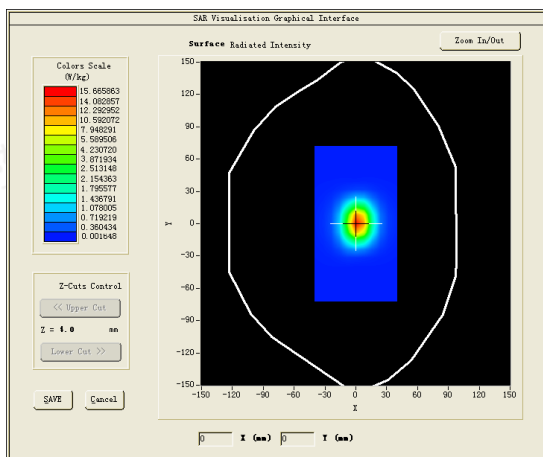 SAR Visualisation Graphical Interface
Surface Radiated Intensity
Zoom In/Out
Colors Scale
(W/kg)
15.665863
14.082857
12.292952
10.592072
7.948291
5.589506
4.230720
3.871934
2.513148
2.154363
1.795577
1.436791
1.078005
0.719219
0.360434
0.001648
Z-Cuts Control
<< Upper Cut
Z = 4.0 mm
Lower Cut >>
SAVE
Cancel
150
120
90
60
30
0
-30
-60
-90
-120
-150
Y
-150 -120 -90 -60 -30 0 30 60 90 120 150
X
0 X (mm) 0 Y (mm)